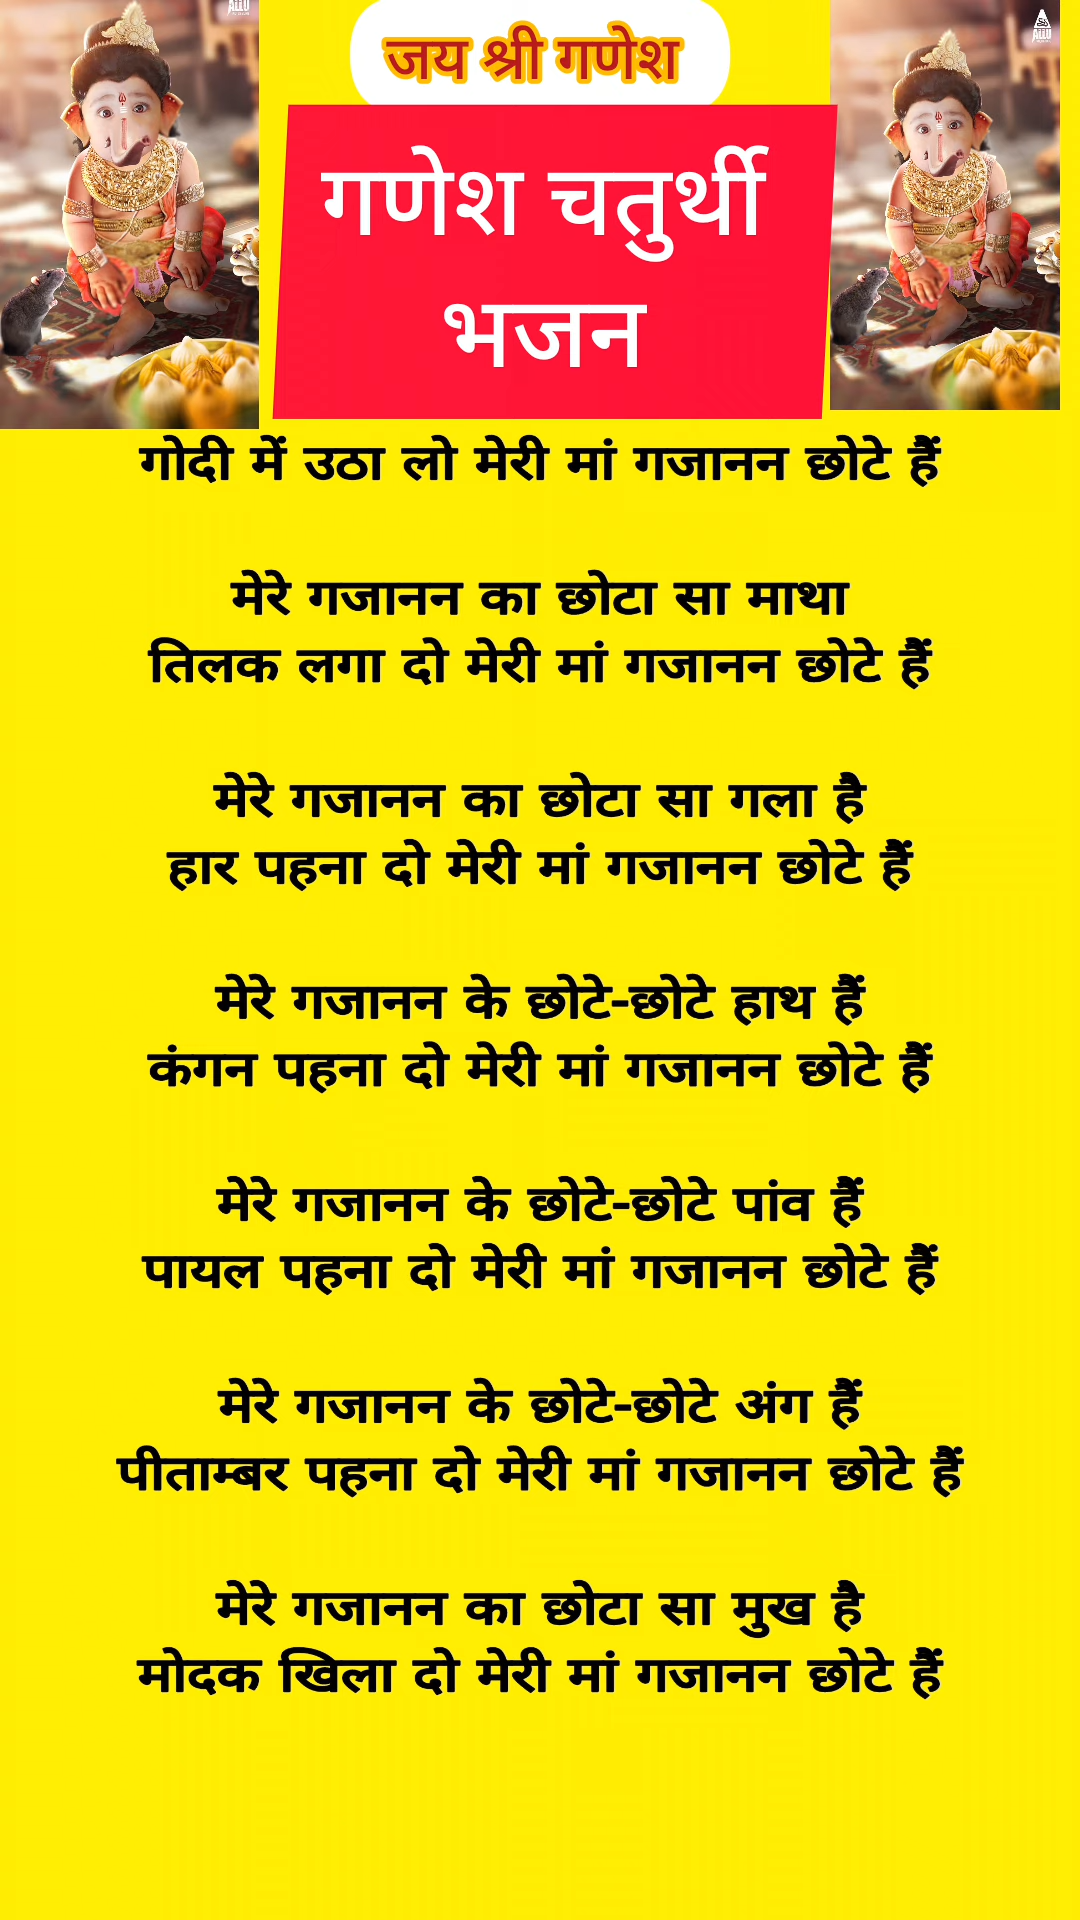 ALLU
ALLU
जय श्री गणेश
गणेश चतुर्थी
भजन
गोदी में उठा लो मेरी मां गजानन छोटे हैं
मेरे गजानन का छोटा सा माथा
तिलक लगा दो मेरी मां गजानन छोटे हैं
मेरे गजानन का छोटा सा गला है
हार पहना दो मेरी मां गजानन छोटे हैं
मेरे गजानन के छोटे-छोटे हाथ हैं
कंगन पहना दो मेरी मां गजानन छोटे हैं
मेरे गजानन के छोटे-छोटे पांव हैं
पायल पहना दो मेरी मां गजानन छोटे हैं
मेरे गजानन के छोटे-छोटे अंग हैं
पीताम्बर पहना दो मेरी मां गजानन छोटे हैं
मेरे गजानन का छोटा सा मुख है
मोदक खिला दो मेरी मां गजानन छोटे हैं